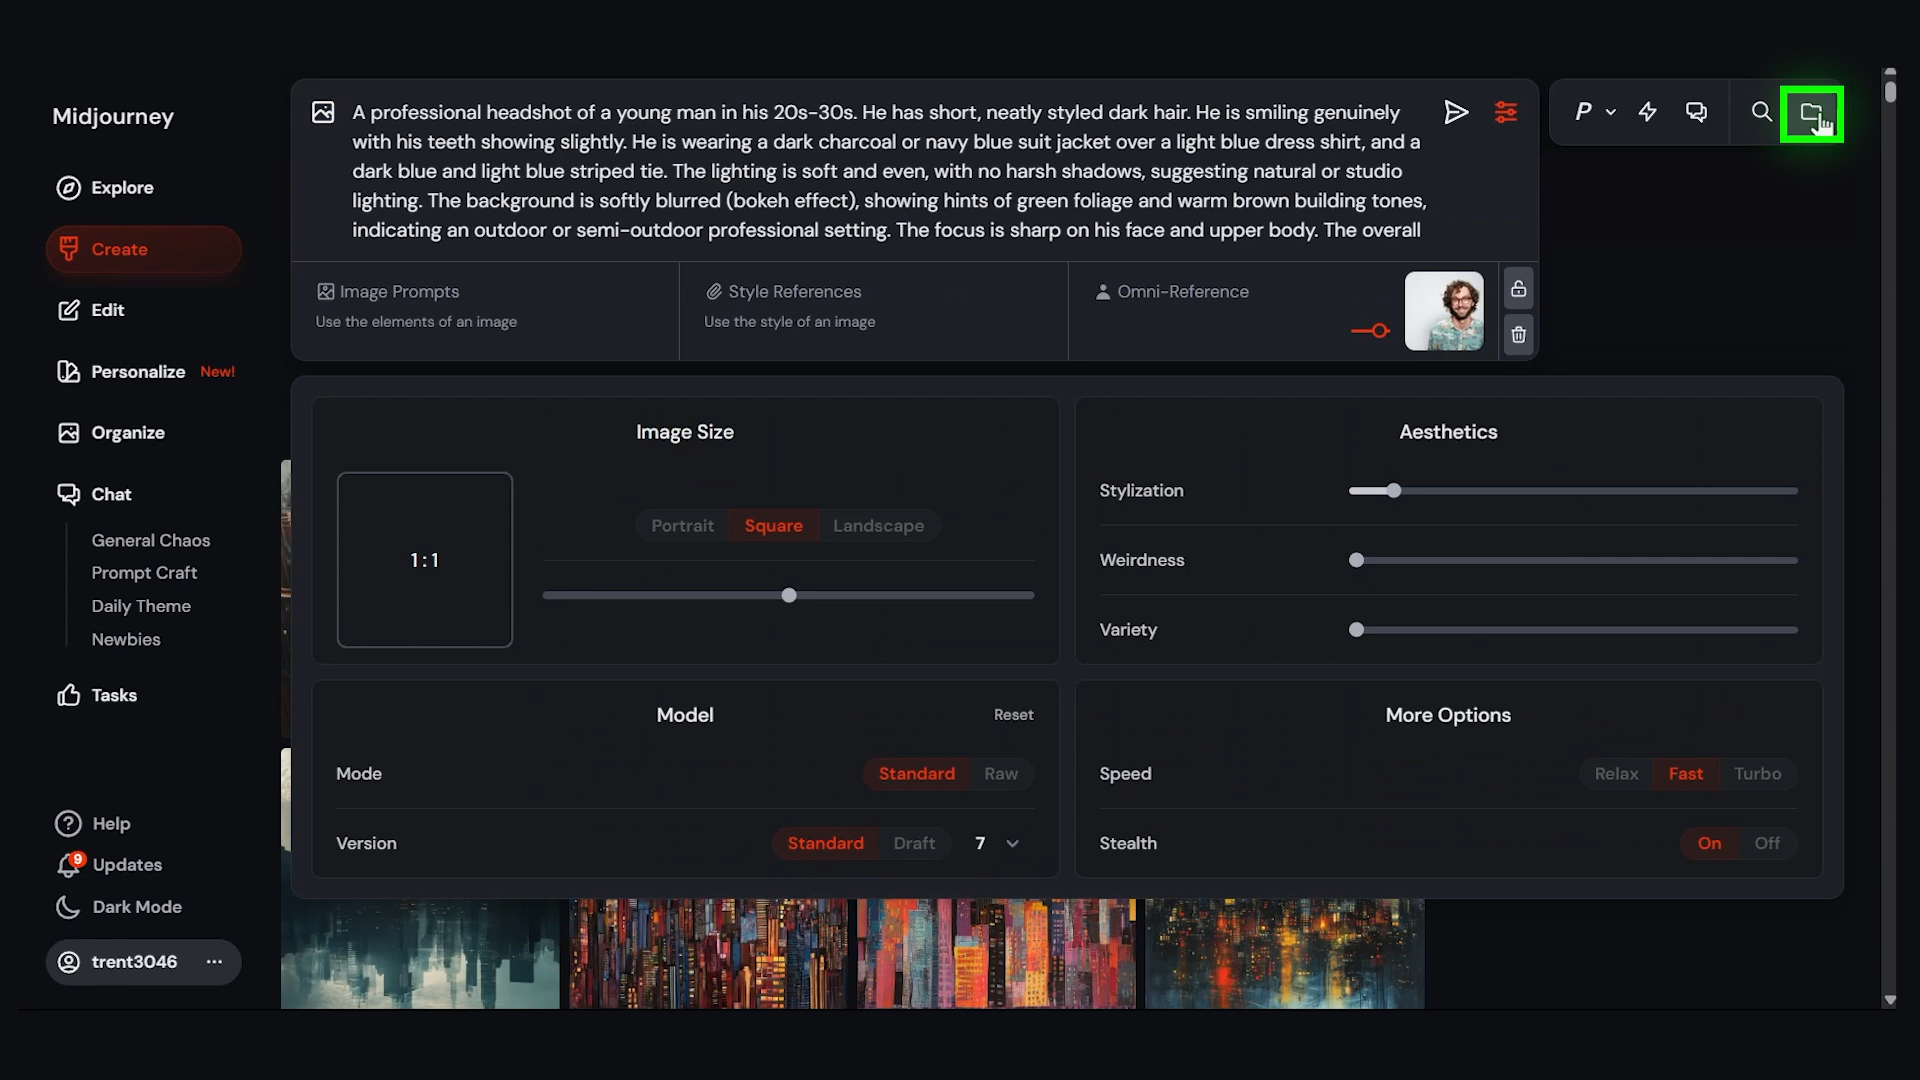 Midjourney
Explore
Create
Edit
Personalize New!
Organize
Chat
General Chaos
Prompt Craft
Daily Theme
Newbies
Tasks
Help
9
Updates
Dark Mode
trent3046 ...
A professional headshot of a young man in his 20s-30s. He has short, neatly styled dark hair. He is smiling genuinely
with his teeth showing slightly. He is wearing a dark charcoal or navy blue suit jacket over a light blue dress shirt, and a
dark blue and light blue striped tie. The lighting is soft and even, with no harsh shadows, suggesting natural or studio
lighting. The background is softly blurred (bokeh effect), showing hints of green foliage and warm brown building tones,
indicating an outdoor or semi-outdoor professional setting. The focus is sharp on his face and upper body. The overall
P
Image Prompts
Use the elements of an image
Style References
Use the style of an image
Omni-Reference
Image Size
1:1
Portrait Square Landscape
Aesthetics
Stylization
Weirdness
Variety
Model
Reset
Mode
Standard Raw
Version
Standard Draft 7
More Options
Speed
Relax Fast Turbo
Stealth
On Off